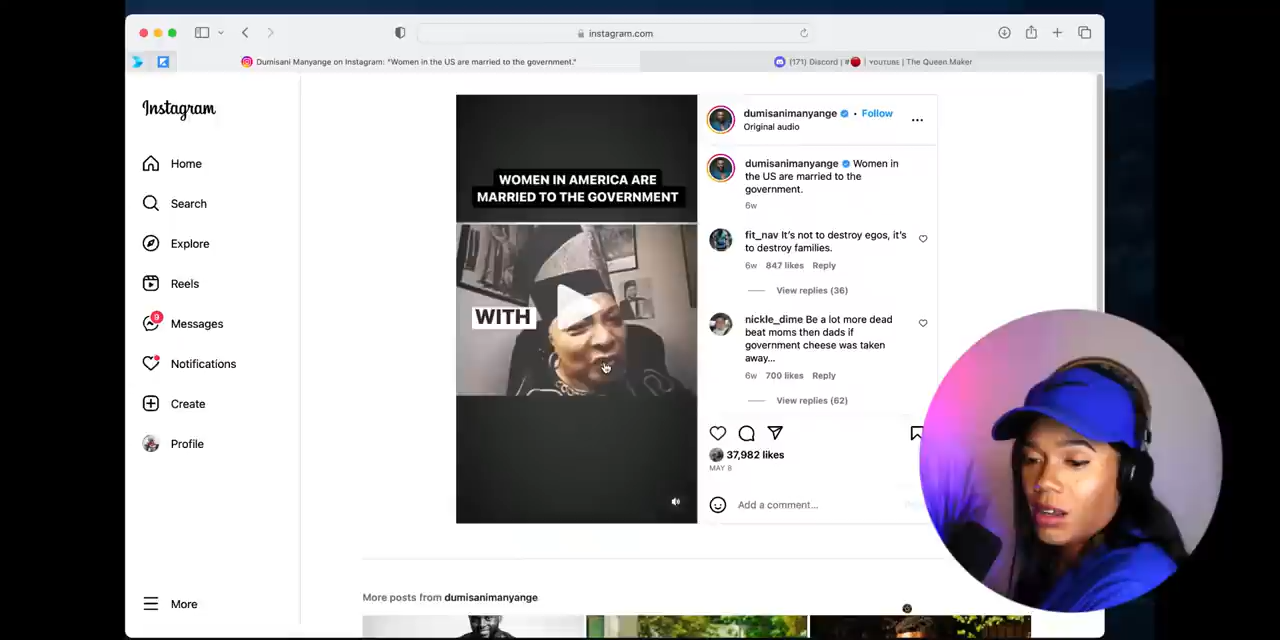 instagram.com
Dumisani Manyange on Instagram: "Women in the US are married to the government."
(171) Discord | #🔴 | YOUTUBE | The Queen Maker
Instagram
Home
Search
Explore
Reels
9
Messages
Notifications
Create
Profile
More
WOMEN IN AMERICA ARE
MARRIED TO THE GOVERNMENT
WITH
dumisanimanyange • Follow
Original audio
dumisanimanyange Women in
the US are married to the
government.
6w
fit_nav It's not to destroy egos, it's
to destroy families.
6w 847 likes Reply
View replies (36)
nickle_dime Be a lot more dead
beat moms then dads if
government cheese was taken
away...
6w 700 likes Reply
View replies (62)
37,982 likes
MAY 8
Add a comment...
More posts from dumisanimanyange